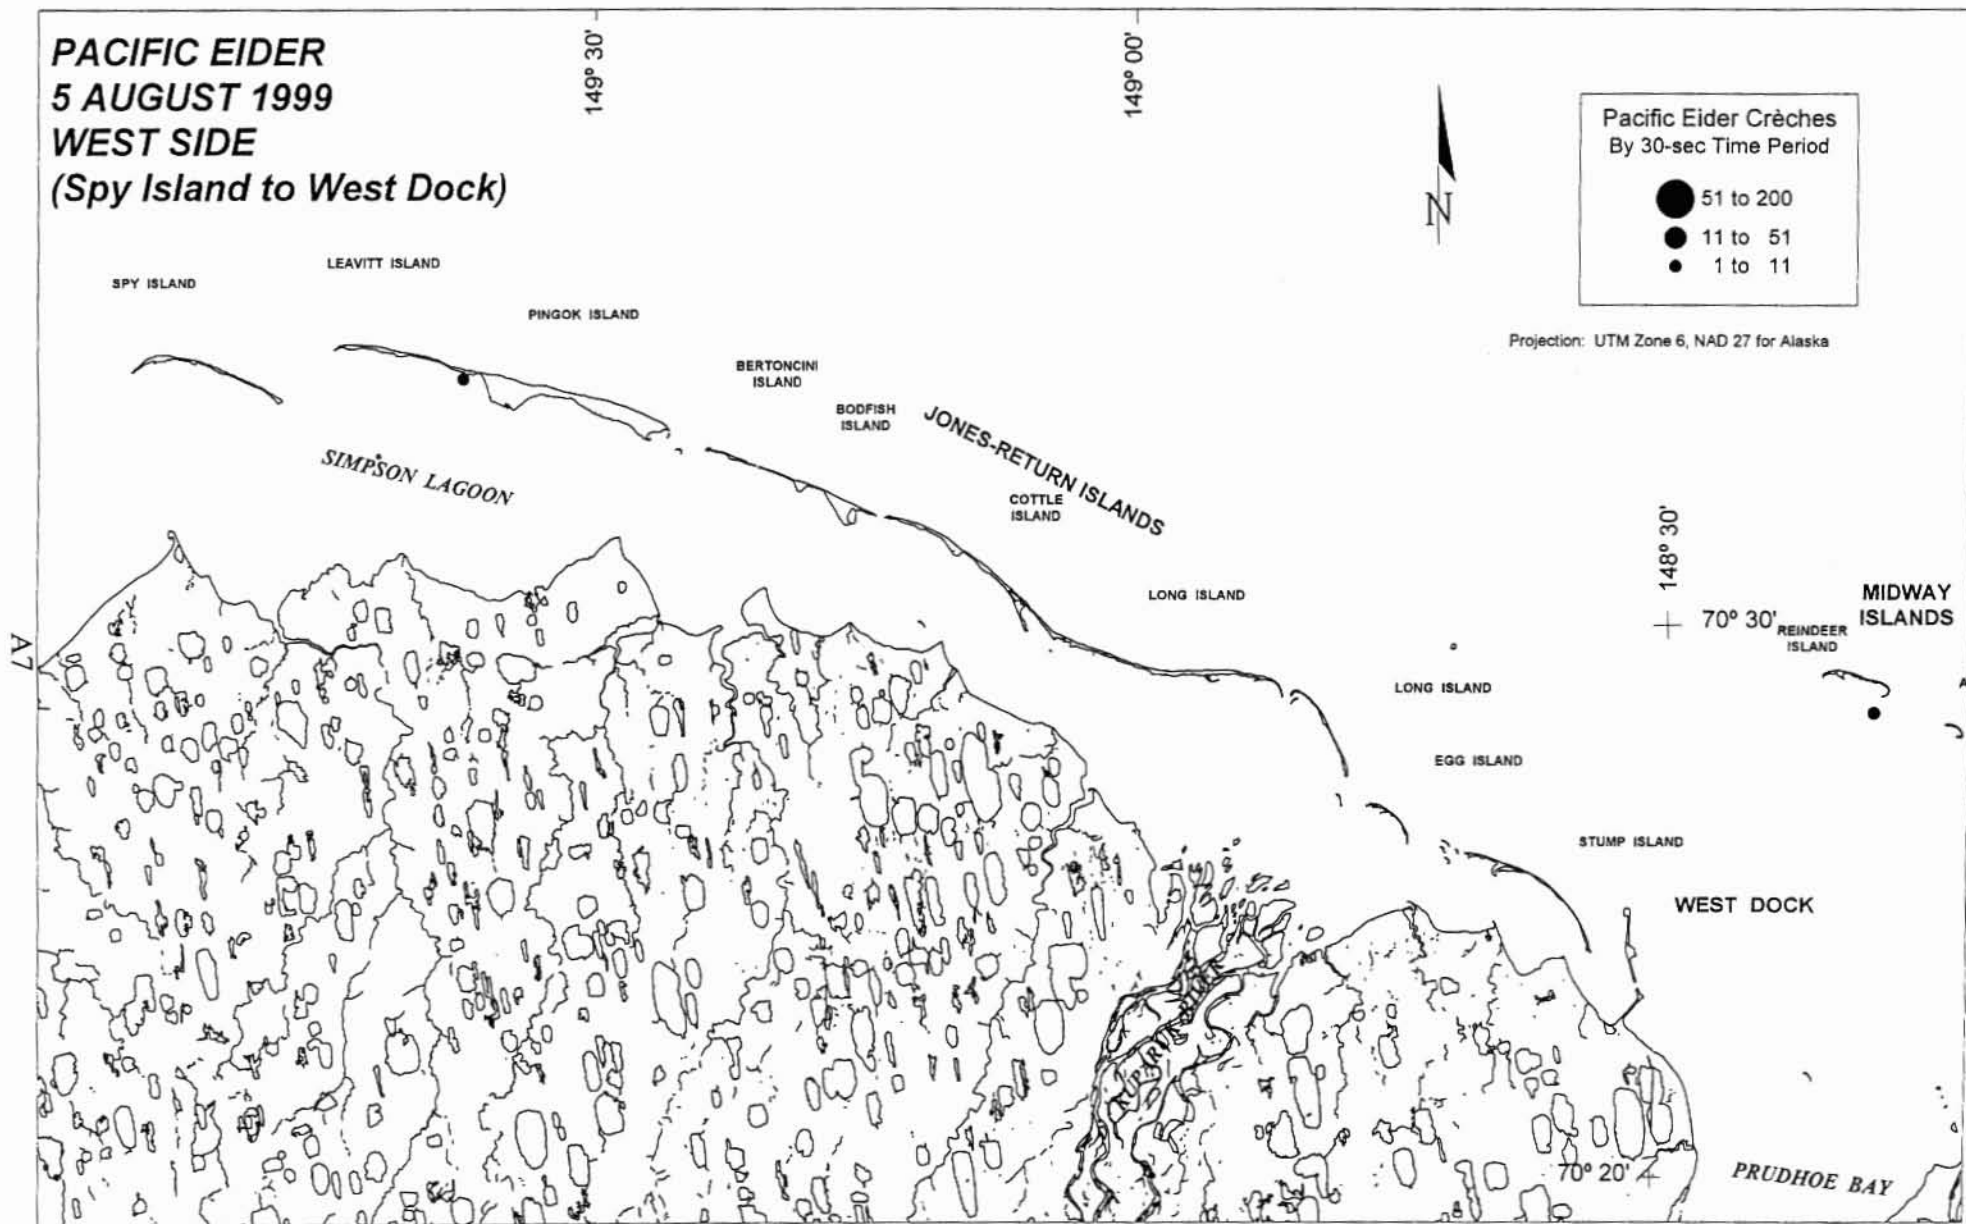 PACIFIC EIDER
5 AUGUST 1999
WEST SIDE
(Spy Island to West Dock)
149° 30'
149° 00'
N
Pacific Eider Crèches
By 30-sec Time Period
51 to 200
11 to 51
1 to 11
Projection: UTM Zone 6, NAD 27 for Alaska
SPY ISLAND
LEAVITT ISLAND
PINGOK ISLAND
BERTONCINI
ISLAND
BODFISH
ISLAND
JONES-RETURN ISLANDS
SIMPSON LAGOON
COTTLE
ISLAND
LONG ISLAND
148° 30'
70° 30'
MIDWAY
ISLANDS
REINDEER
ISLAND
A7
LONG ISLAND
A
EGG ISLAND
STUMP ISLAND
WEST DOCK
KUPARUK RIVER
70° 20'
PRUDHOE BAY